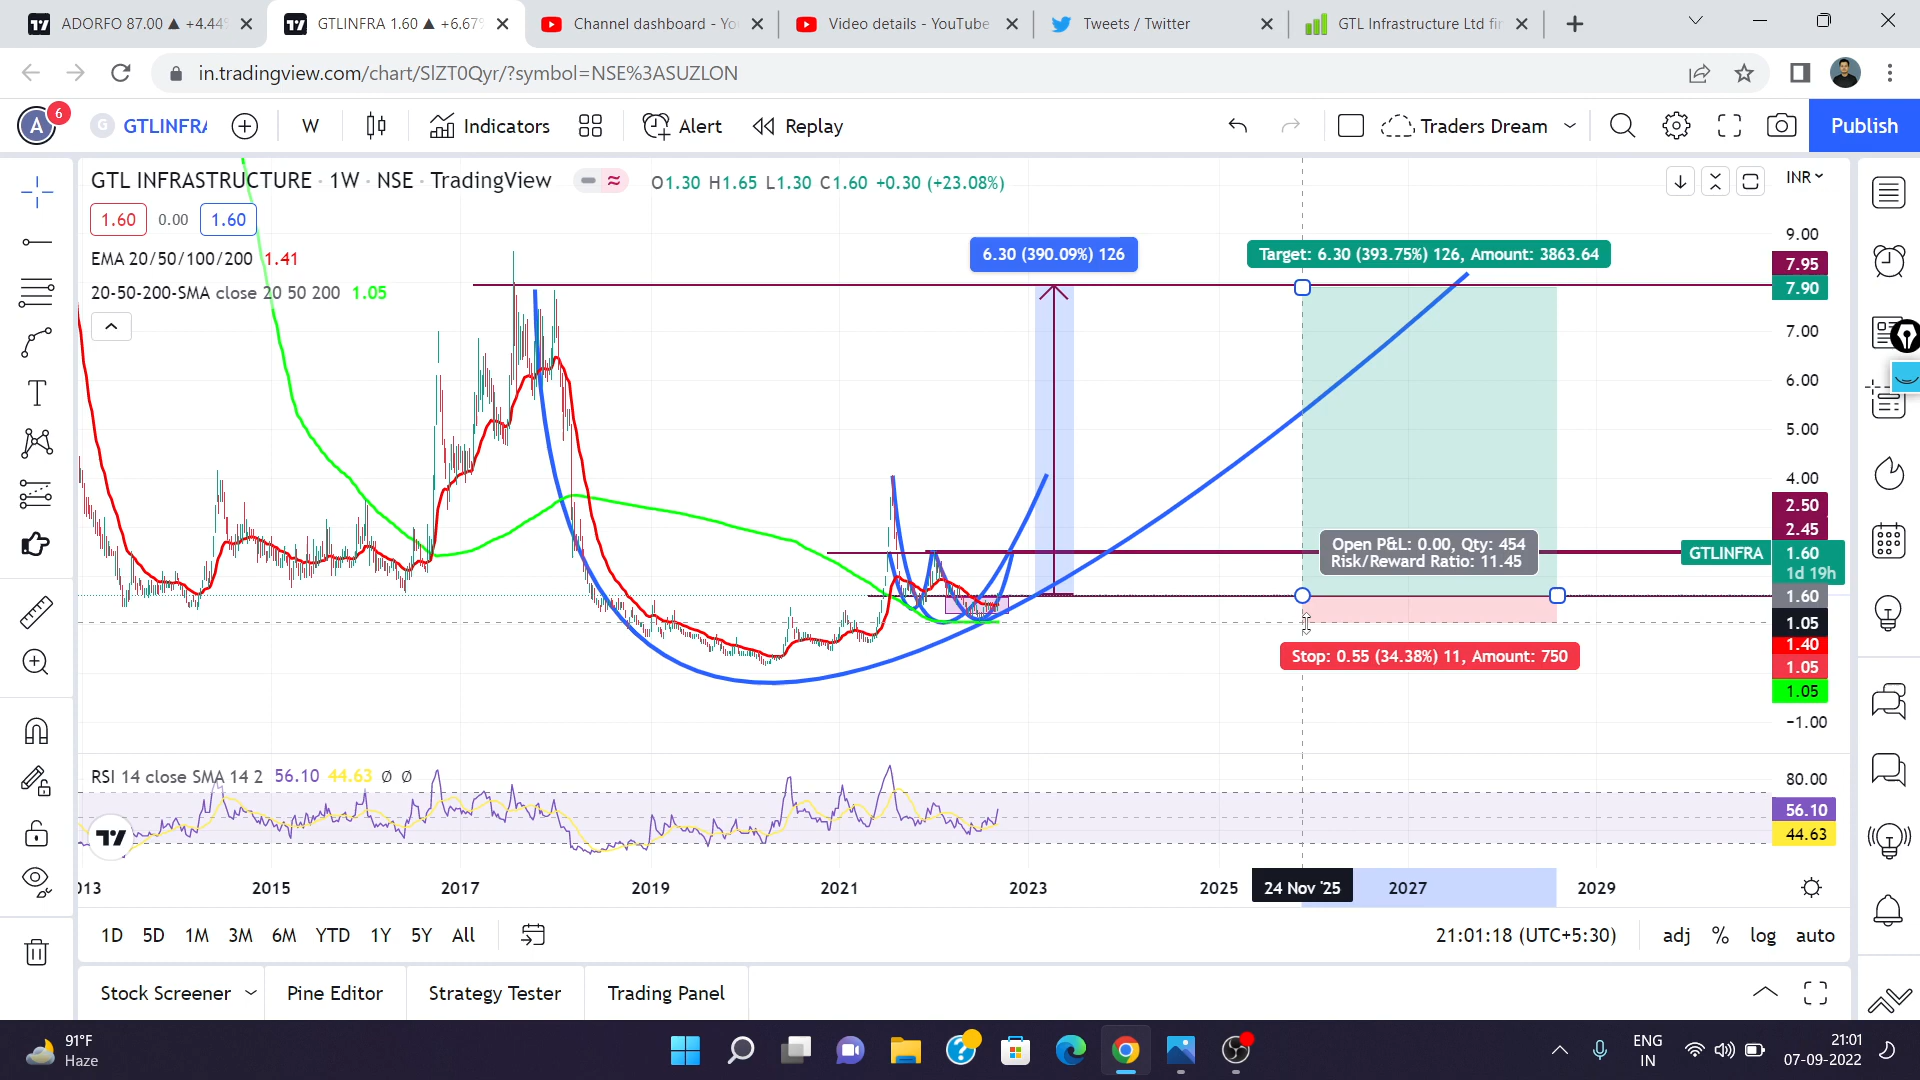 ADORFO 87.00 ▲ +4.44
GTLINFRA 1.60 ▲ +6.67%
Channel dashboard - Yo
Video details - YouTube
Tweets / Twitter
GTL Infrastructure Ltd fin
in.tradingview.com/chart/SlZT0Qyr/?symbol=NSE%3ASUZLON
A
6
G
GTLINFRA
W
Indicators
Alert
Replay
Traders Dream
Publish
GTL INFRASTRUCTURE · 1W · NSE · TradingView
O1.30 H1.65 L1.30 C1.60 +0.30 (+23.08%)
INR
1.60 0.00 1.60
EMA 20/50/100/200 1.41
20-50-200-SMA close 20 50 200 1.05
6.30 (390.09%) 126
Target: 6.30 (393.75%) 126, Amount: 3863.64
Open P&L: 0.00, Qty: 454
Risk/Reward Ratio: 11.45
Stop: 0.55 (34.38%) 11, Amount: 750
9.00
7.95
7.90
7.00
6.00
5.00
4.00
2.50
2.45
GTLINFRA 1.60
1d 19h
1.60
1.05
1.40
1.05
1.05
−1.00
RSI 14 close SMA 14 2 56.10 44.63 Ø Ø
80.00
56.10
44.63
013 2015 2017 2019 2021 2023 2025 24 Nov '25 2027 2029
1D 5D 1M 3M 6M YTD 1Y 5Y All
21:01:18 (UTC+5:30)
adj % log auto
Stock Screener
Pine Editor
Strategy Tester
Trading Panel
91°F
Haze
ENG
IN
21:01
07-09-2022